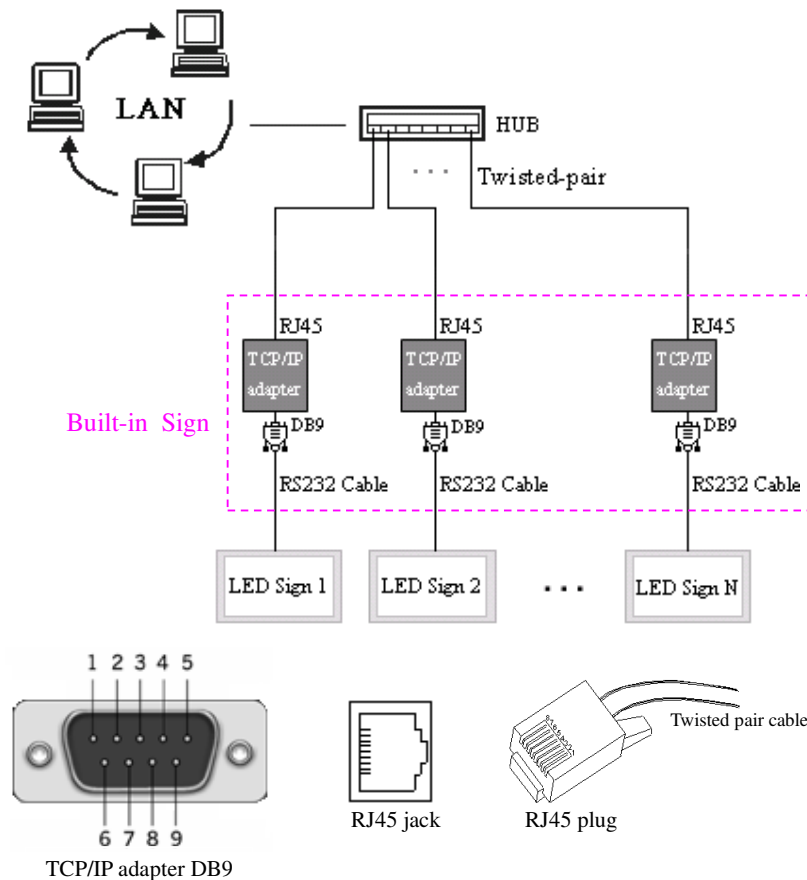 LAN
HUB
Twisted-pair
RJ45 RJ45 RJ45
TCP/IP adapter
TCP/IP adapter
TCP/IP adapter
Built-in Sign
DB9 DB9 DB9
RS232 Cable RS232 Cable RS232 Cable
LED Sign 1 LED Sign 2 ... LED Sign N
1 2 3 4 5
6 7 8 9
TCP/IP adapter DB9
RJ45 jack
Twisted pair cable
RJ45 plug